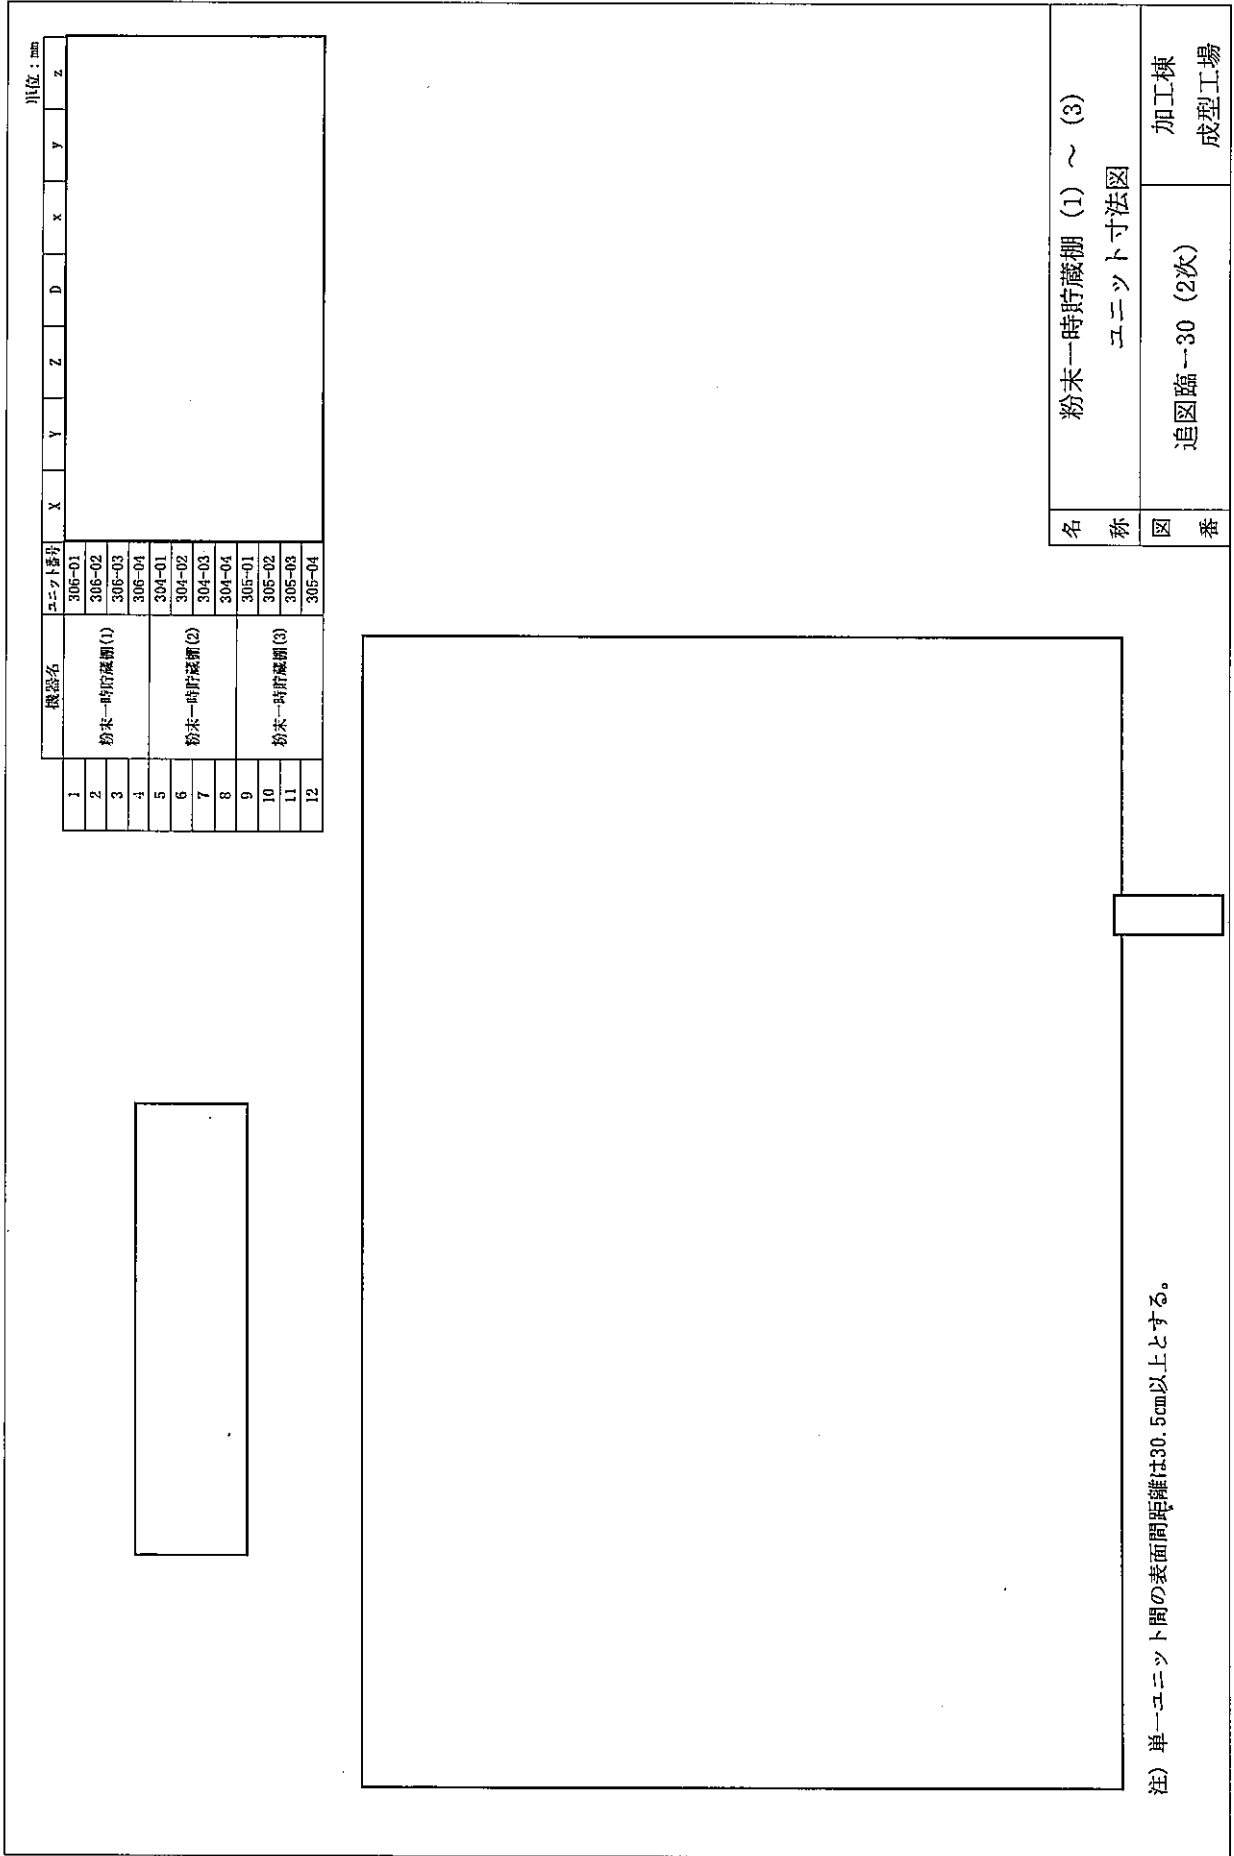 単位：mm
機器名 ユニット番号 X Y Z D x y z
1 粉末一時貯蔵棚(1) 306-01
2 306-02
3 306-03
4 306-04
5 粉末一時貯蔵棚(2) 304-01
6 304-02
7 304-03
8 304-04
9 粉末一時貯蔵棚(3) 305-01
10 305-02
11 305-03
12 305-04
注）単一ユニット間の表面間距離は30.5cm以上とする。
名称 粉末一時貯蔵棚（1）～（3）
ユニット寸法図
図番 追図臨－30（2次） 加工棟
成型工場